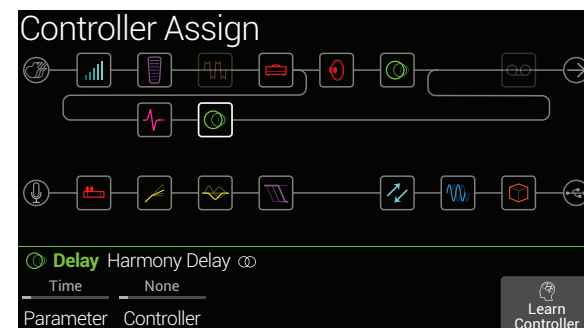 Controller Assign
Delay Harmony Delay
Time None
Parameter Controller
Learn
Controller